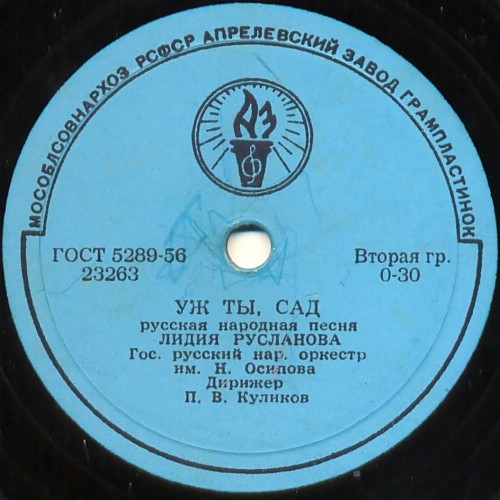 МОСОБЛСОВНАРХОЗ РСФСР АПРЕЛЕВСКИЙ ЗАВОД ГРАМПЛАСТИНОК
АЗ
ГОСТ 5289-56
23263
Вторая гр.
0-30
УЖ ТЫ, САД
русская народная песня
ЛИДИЯ РУСЛАНОВА
Гос. русский нар. оркестр
им. Н. Осипова
Дирижер
П. В. Куликов